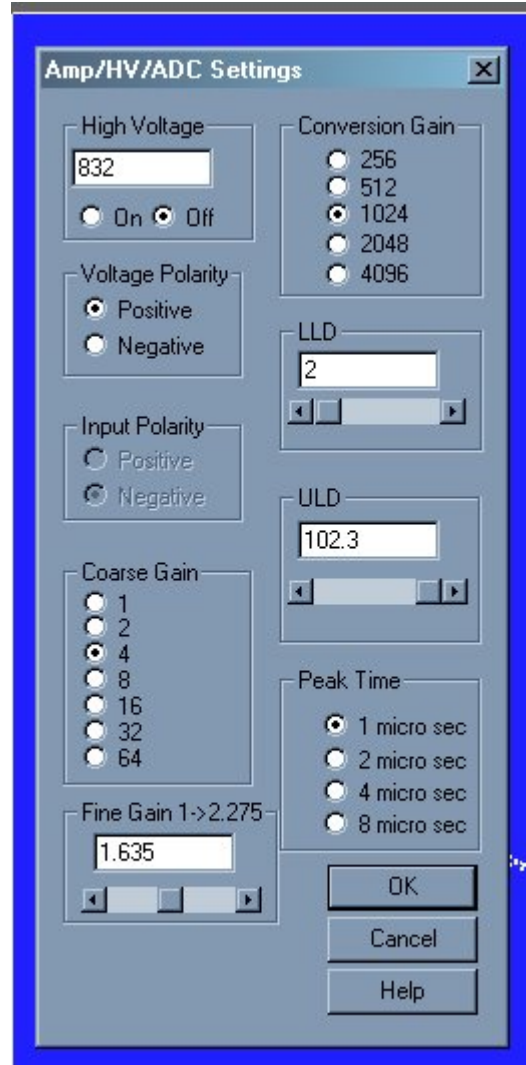 Amp/HV/ADC Settings
High Voltage
832
On Off
Voltage Polarity
Positive
Negative
Input Polarity
Positive
Negative
Coarse Gain
1
2
4
8
16
32
64
Fine Gain 1->2.275
1.635
Conversion Gain
256
512
1024
2048
4096
LLD
2
ULD
102.3
Peak Time
1 micro sec
2 micro sec
4 micro sec
8 micro sec
OK
Cancel
Help